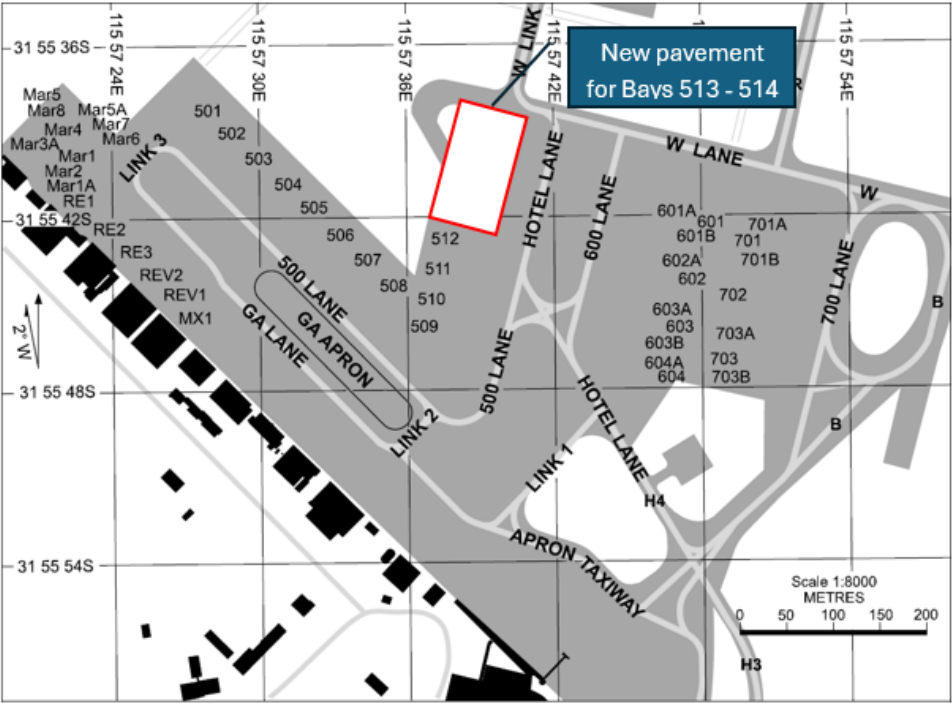 115 57 24E
115 57 30E
115 57 36E
115 57 42E
115 57 54E
W LINK
New pavement
for Bays 513 - 514
31 55 36S
Mar5
Mar8
Mar5A
Mar7
Mar4
Mar6
Mar3A
Mar1
Mar2
Mar1A
RE1
LINK 3
501
502
503
504
505
506
507
508
W LANE
W
31 55 42S
RE2
RE3
REV2
REV1
MX1
512
511
510
509
HOTEL LANE
600 LANE
601A
601
601B
602A
602
603A
603
603B
604A
604
701A
701
701B
702
703A
703
703B
700 LANE
B
2° W
500 LANE
GA APRON
GA LANE
500 LANE
31 55 48S
LINK 2
HOTEL LANE
B
LINK 1
H4
APRON TAXIWAY
31 55 54S
Scale 1:8000
METRES
0 50 100 150 200
H3